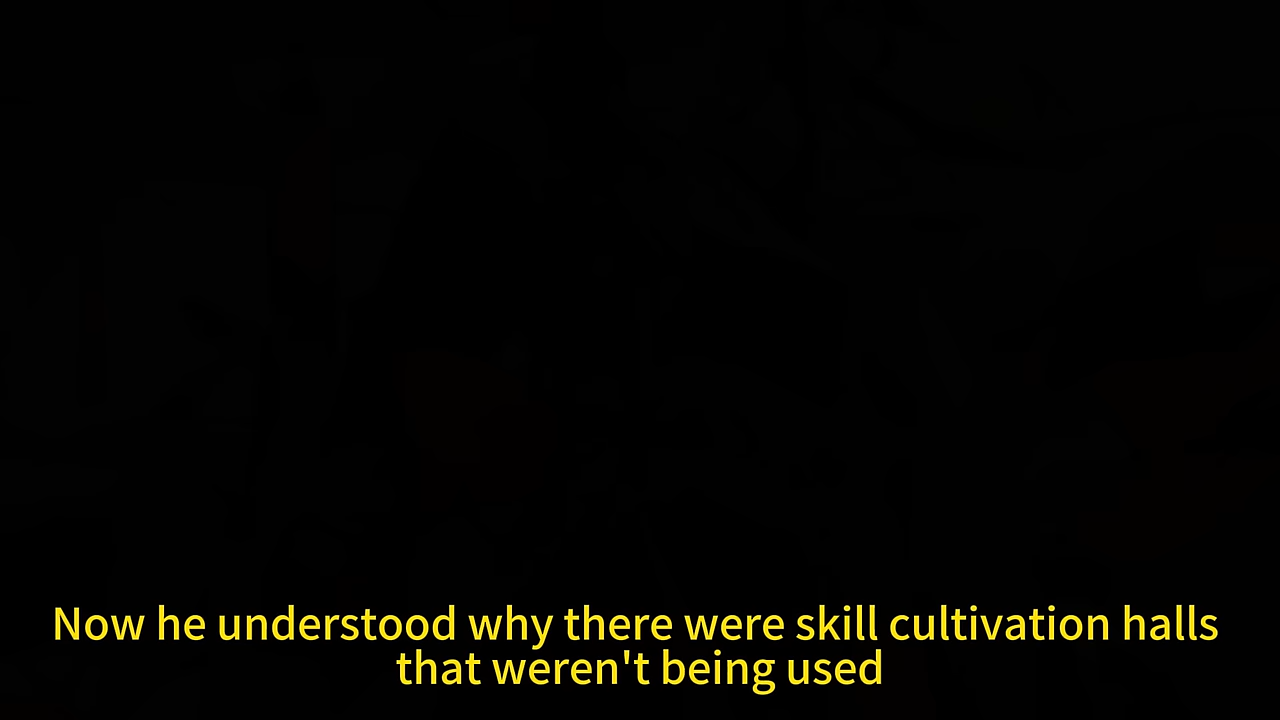 Now he understood why there were skill cultivation halls
that weren't being used